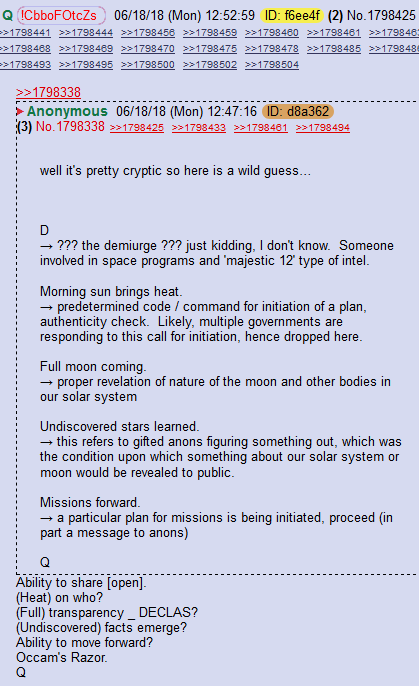 Q !CbboFOtcZs 06/18/18 (Mon) 12:52:59 ID: f6ee4f (2) No.1798425
>>1798441 >>1798444 >>1798456 >>1798459 >>1798460 >>1798461
>>1798468 >>1798469 >>1798470 >>1798475 >>1798478 >>1798485
>>1798493 >>1798495 >>1798500 >>1798502 >>1798504
>>1798338
➤ Anonymous 06/18/18 (Mon) 12:47:16 ID: d8a362
(3) No.1798338 >>1798425 >>1798433 >>1798461 >>1798494
well it's pretty cryptic so here is a wild guess...
D
→ ??? the demiurge ??? just kidding, I don't know. Someone
involved in space programs and 'majestic 12' type of intel.
Morning sun brings heat.
→ predetermined code / command for initiation of a plan,
authenticity check. Likely, multiple governments are
responding to this call for initiation, hence dropped here.
Full moon coming.
→ proper revelation of nature of the moon and other bodies in
our solar system
Undiscovered stars learned.
→ this refers to gifted anons figuring something out, which was
the condition upon which something about our solar system or
moon would be revealed to public.
Missions forward.
→ a particular plan for missions is being initiated, proceed (in
part a message to anons)
Q
Ability to share [open].
(Heat) on who?
(Full) transparency _ DECLAS?
(Undiscovered) facts emerge?
Ability to move forward?
Occam's Razor.
Q